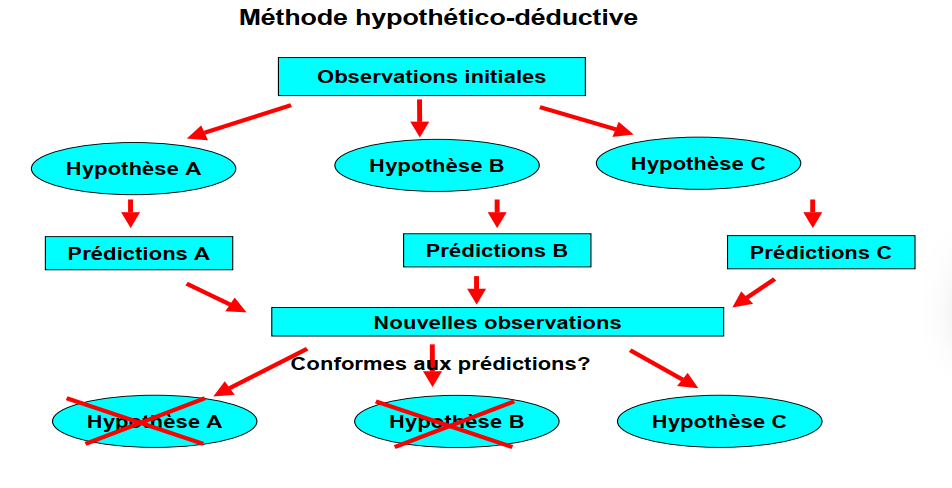 Méthode hypothético-déductive
Observations initiales
Hypothèse A
Hypothèse B
Hypothèse C
Prédictions A
Prédictions B
Prédictions C
Nouvelles observations
Conformes aux prédictions?
Hypothèse A
Hypothèse B
Hypothèse C